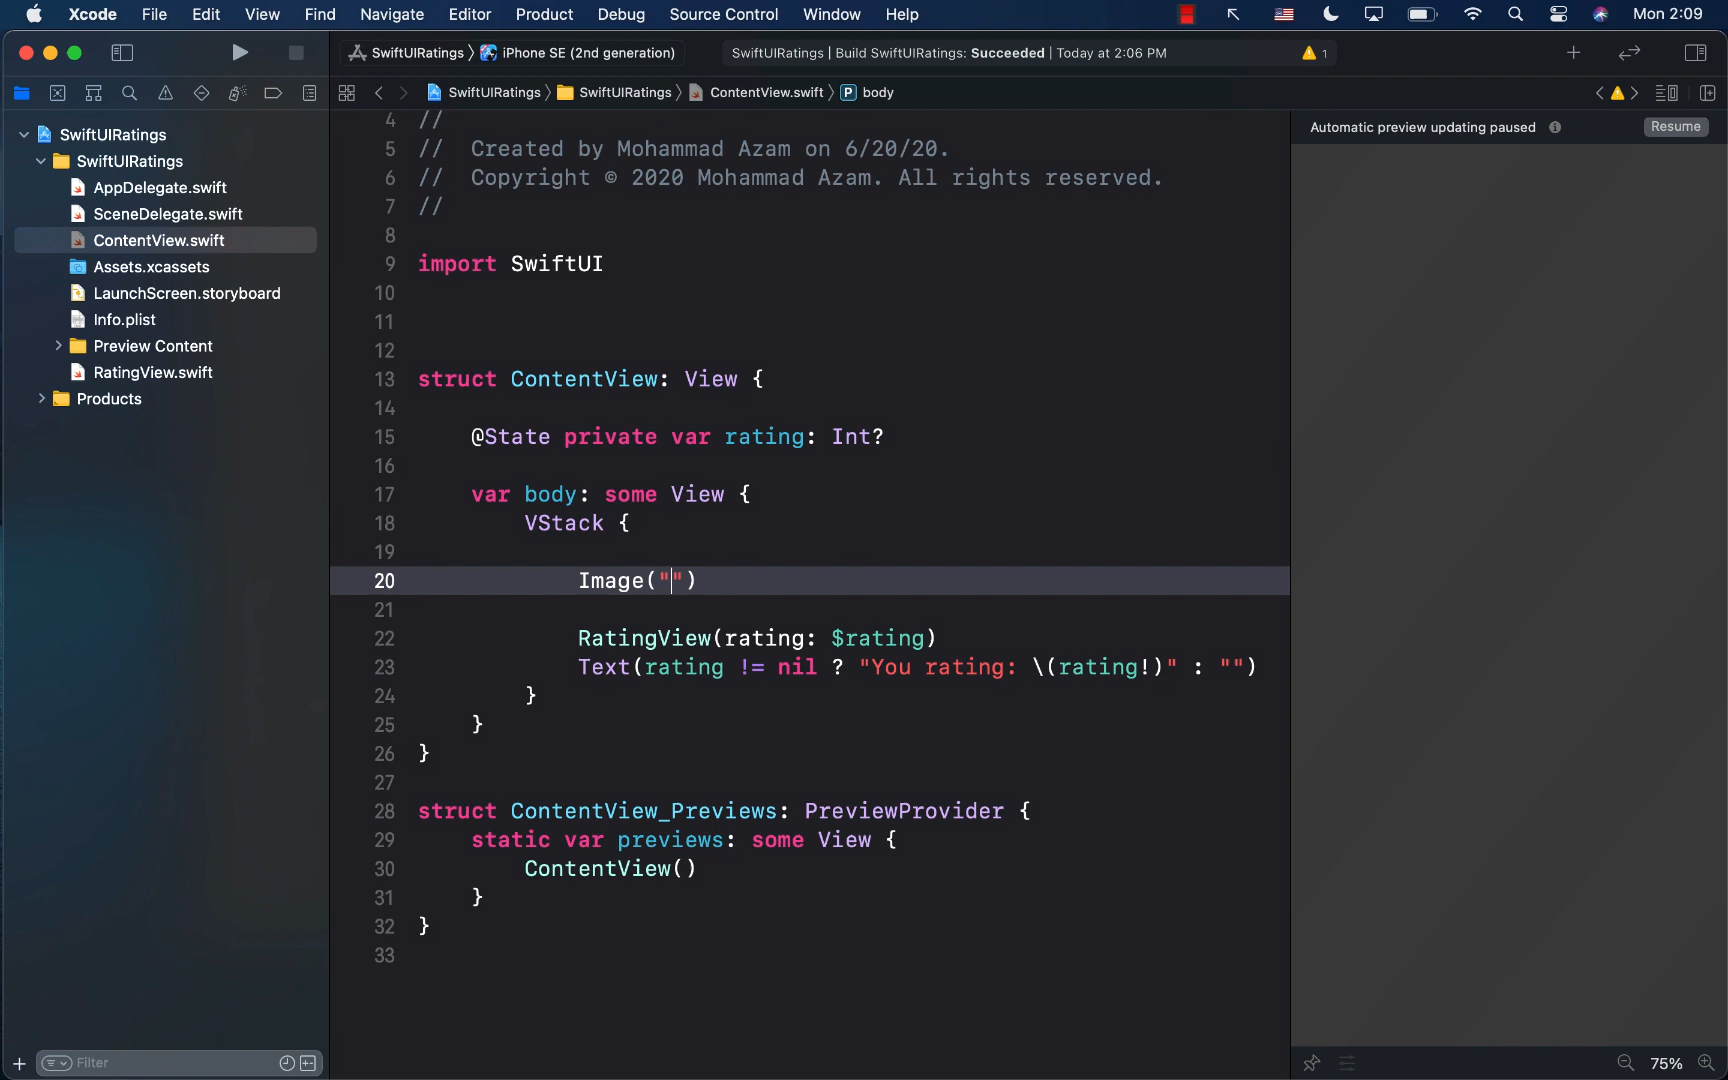 Xcode File Edit View Find Navigate Editor Product Debug Source Control Window Help Mon 2:09
SwiftUIRatings iPhone SE (2nd generation) SwiftUIRatings | Build SwiftUIRatings: Succeeded | Today at 2:06 PM 1
SwiftUIRatings SwiftUIRatings ContentView.swift P body
SwiftUIRatings
SwiftUIRatings
AppDelegate.swift
SceneDelegate.swift
ContentView.swift
Assets.xcassets
LaunchScreen.storyboard
Info.plist
Preview Content
RatingView.swift
Products
Filter
4 //
5 // Created by Mohammad Azam on 6/20/20.
6 // Copyright © 2020 Mohammad Azam. All rights reserved.
7 //
8
9 import SwiftUI
10
11
12
13 struct ContentView: View {
14
15 @State private var rating: Int?
16
17 var body: some View {
18 VStack {
19
20 Image("")
21
22 RatingView(rating: $rating)
23 Text(rating != nil ? "You rating: \(rating!)" : "")
24 }
25 }
26 }
27
28 struct ContentView_Previews: PreviewProvider {
29 static var previews: some View {
30 ContentView()
31 }
32 }
33
Automatic preview updating paused Resume
75%